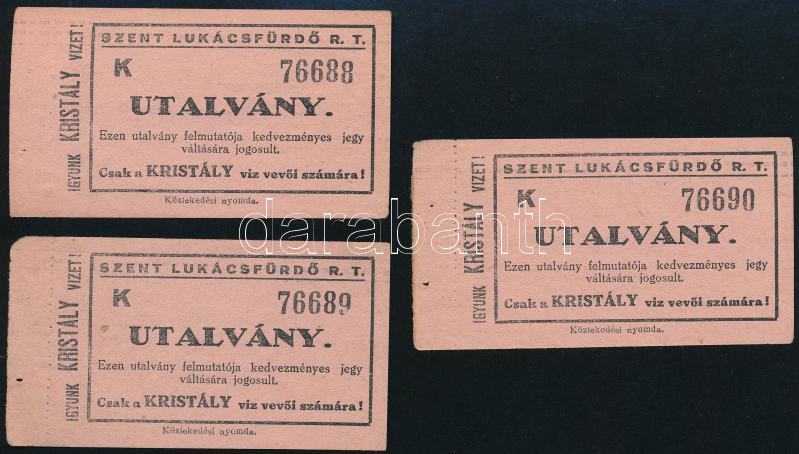 IGYUNK KRISTÁLY VIZET!
SZENT LUKÁCSFÜRDŐ R. T.
K 76688
UTALVÁNY.
Ezen utalvány felmutatója kedvezményes jegy
váltására jogosult.
Csak a KRISTÁLY viz vevői számára!
Közlekedési nyomda.
IGYUNK KRISTÁLY VIZET!
SZENT LUKÁCSFÜRDŐ R. T.
K 76689
UTALVÁNY.
Ezen utalvány felmutatója kedvezményes jegy
váltására jogosult.
Csak a KRISTÁLY viz vevői számára!
Közlekedési nyomda.
IGYUNK KRISTÁLY VIZET!
SZENT LUKÁCSFÜRDŐ R. T.
K 76690
UTALVÁNY.
Ezen utalvány felmutatója kedvezményes jegy
váltására jogosult.
Csak a KRISTÁLY viz vevői számára!
Közlekedési nyomda.
darabanth